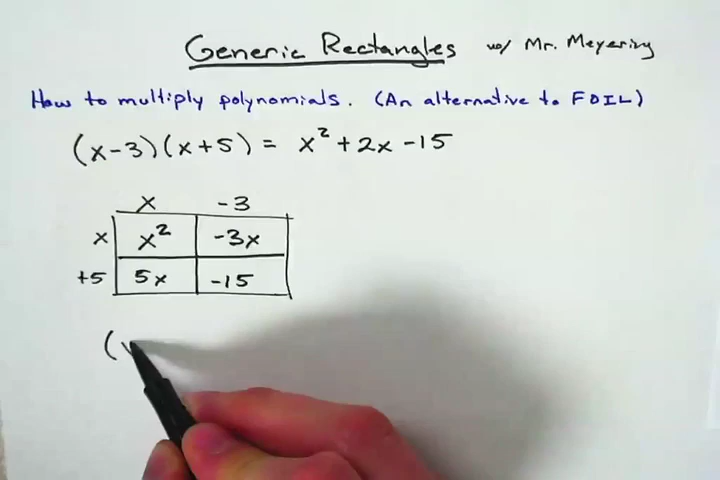 Generic Rectangles w/ Mr. Meyering
How to multiply polynomials. (An alternative to FOIL)
(x-3)(x+5) = x² + 2x - 15
x -3
x x² -3x
+5 5x -15
(